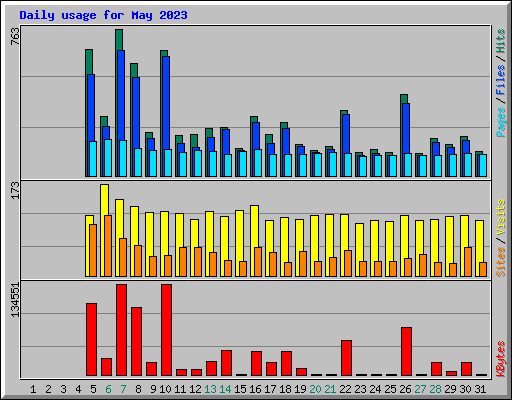 Daily usage for May 2023
763
Pages / Files / Hits
173
Sites / Visits
134551
KBytes
1 2 3 4 5 6 7 8 9 10 11 12 13 14 15 16 17 18 19 20 21 22 23 24 25 26 27 28 29 30 31